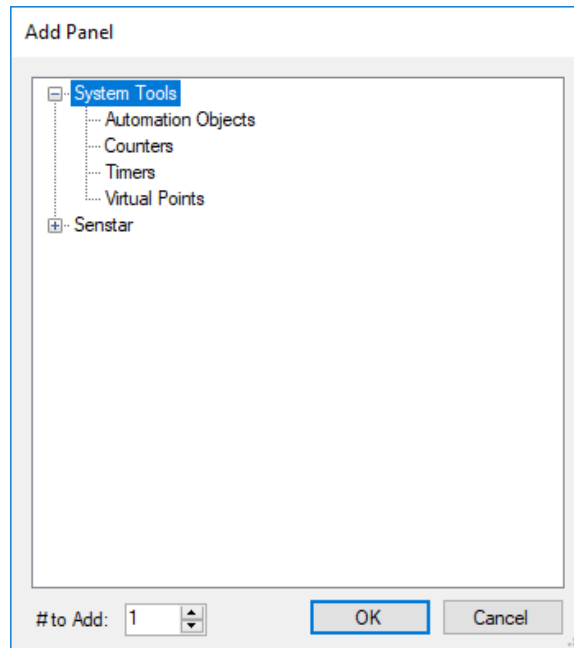 Add Panel
System Tools
Automation Objects
Counters
Timers
Virtual Points
Senstar
# to Add: 1 OK Cancel